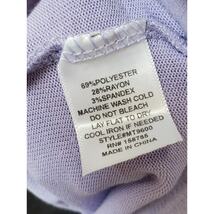 69%POLYESTER
28%RAYON
3%SPANDEX
MACHINE WASH COLD
DO NOT BLEACH
LAY FLAT TO DRY
COOL IRON IF NEEDED
STYLE#MT9600
RN# 158755
MADE IN CHINA